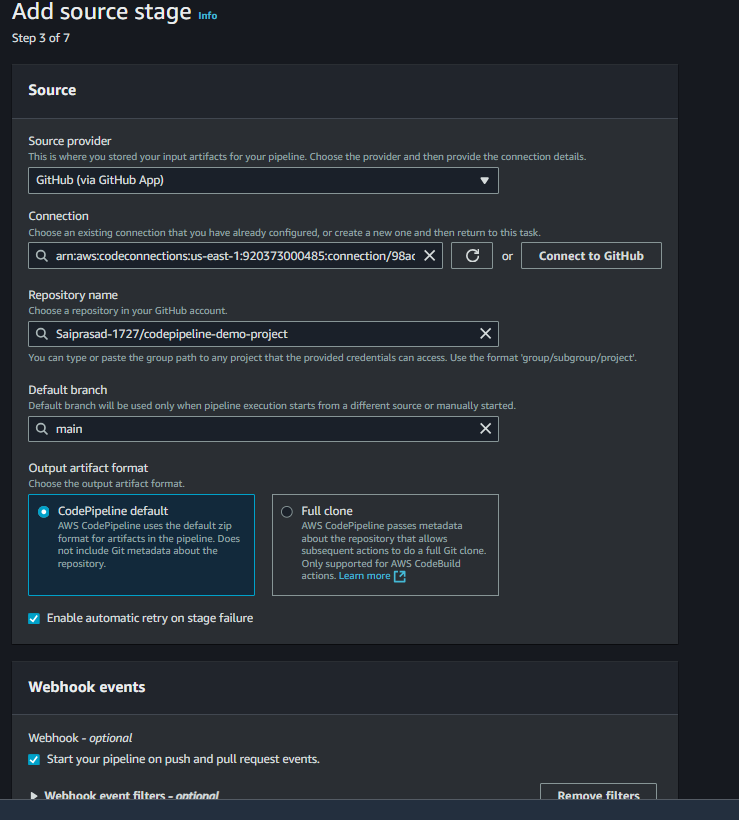 Add source stage Info
Step 3 of 7
Source
Source provider
This is where you stored your input artifacts for your pipeline. Choose the provider and then provide the connection details.
GitHub (via GitHub App)
Connection
Choose an existing connection that you have already configured, or create a new one and then return to this task.
arn:aws:codeconnections:us-east-1:920373000485:connection/98ac
or
Connect to GitHub
Repository name
Choose a repository in your GitHub account.
Saiprasad-1727/codepipeline-demo-project
You can type or paste the group path to any project that the provided credentials can access. Use the format 'group/subgroup/project'.
Default branch
Default branch will be used only when pipeline execution starts from a different source or manually started.
main
Output artifact format
Choose the output artifact format.
CodePipeline default
AWS CodePipeline uses the default zip
format for artifacts in the pipeline. Does
not include Git metadata about the
repository.
Full clone
AWS CodePipeline passes metadata
about the repository that allows
subsequent actions to do a full Git clone.
Only supported for AWS CodeBuild
actions. Learn more
Enable automatic retry on stage failure
Webhook events
Webhook - optional
Start your pipeline on push and pull request events.
Webhook event filters - optional
Remove filters